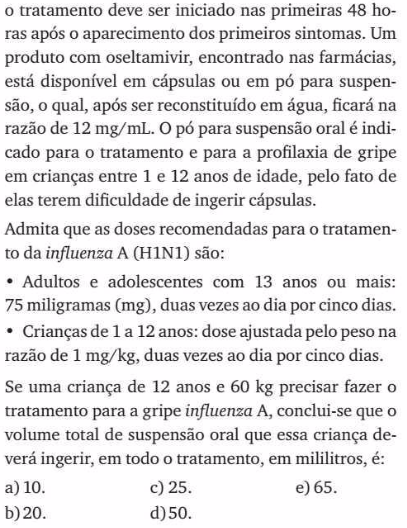 o tratamento deve ser iniciado nas primeiras 48 ho-
ras após o aparecimento dos primeiros sintomas. Um
produto com oseltamivir, encontrado nas farmácias,
está disponível em cápsulas ou em pó para suspen-
são, o qual, após ser reconstituído em água, ficará na
razão de 12 mg/mL. O pó para suspensão oral é indi-
cado para o tratamento e para a profilaxia de gripe
em crianças entre 1 e 12 anos de idade, pelo fato de
elas terem dificuldade de ingerir cápsulas.
Admita que as doses recomendadas para o tratamen-
to da influenza A (H1N1) são:
• Adultos e adolescentes com 13 anos ou mais:
75 miligramas (mg), duas vezes ao dia por cinco dias.
• Crianças de 1 a 12 anos: dose ajustada pelo peso na
razão de 1 mg/kg, duas vezes ao dia por cinco dias.
Se uma criança de 12 anos e 60 kg precisar fazer o
tratamento para a gripe influenza A, conclui-se que o
volume total de suspensão oral que essa criança de-
verá ingerir, em todo o tratamento, em mililitros, é:
a) 10. c) 25. e) 65.
b) 20. d) 50.